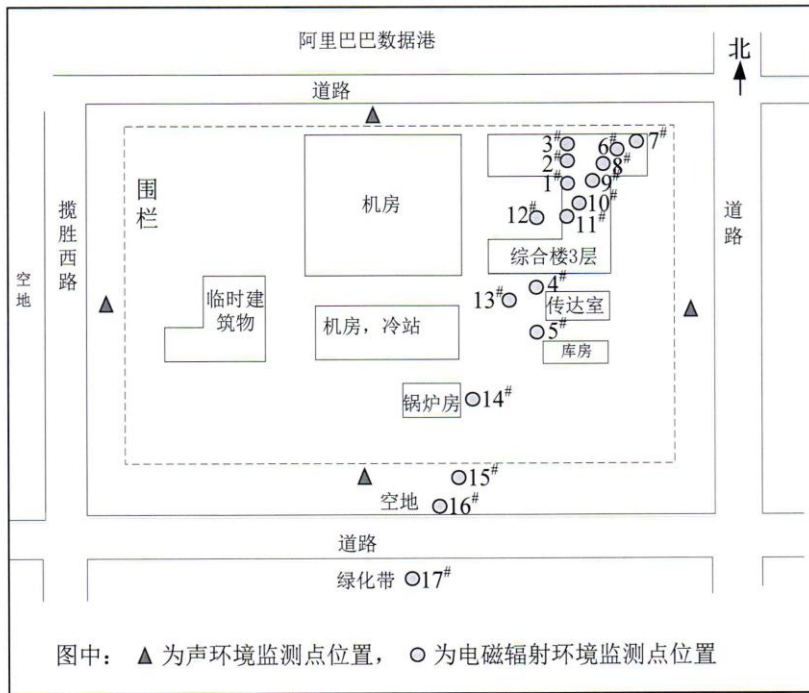 阿里巴巴数据港
北
道路
3#
7#
6#
2#
8#
围栏
1#
9#
机房
10#
12#
11#
揽胜西路
道路
综合楼3层
空地
4#
临时建筑物
13#
传达室
机房，冷站
5#
库房
锅炉房
14#
15#
空地
16#
道路
绿化带
17#
图中： ▲为声环境监测点位置， ○为电磁辐射环境监测点位置